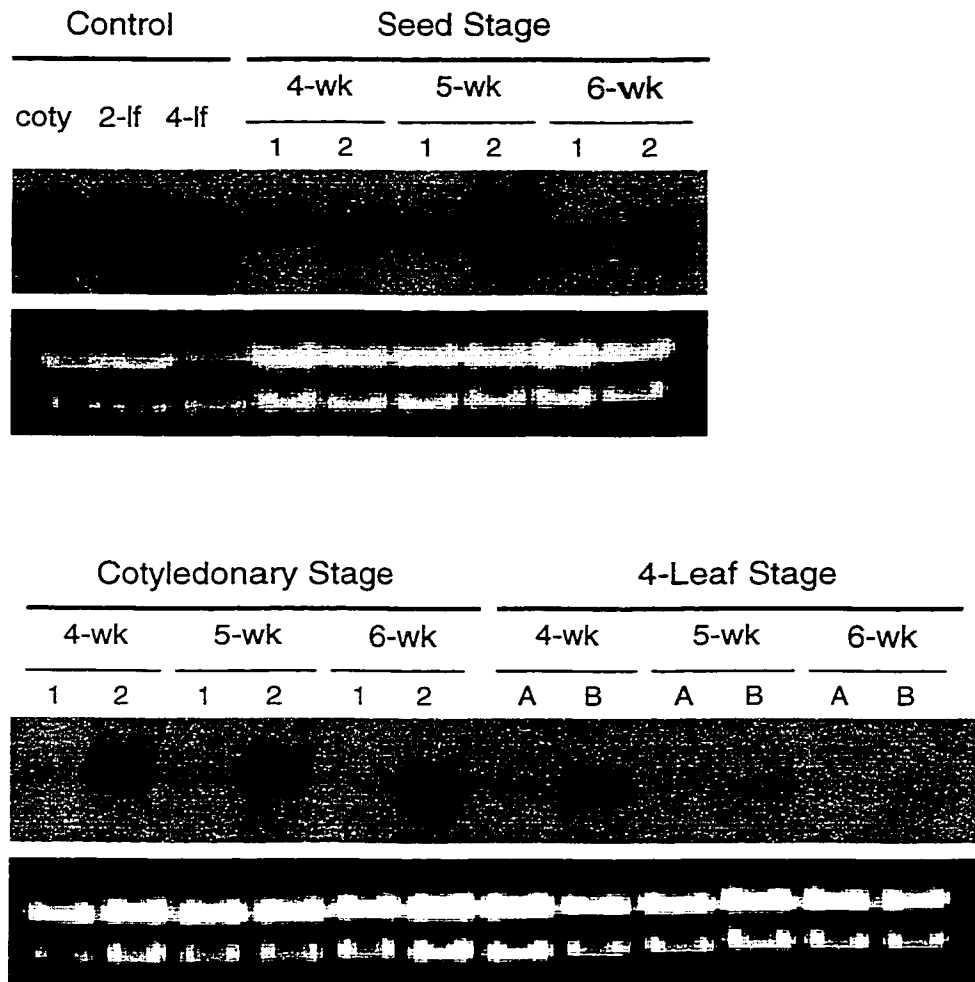 Control Seed Stage
4-wk 5-wk 6-wk
coty 2-lf 4-lf
1 2 1 2 1 2
Cotyledonary Stage 4-Leaf Stage
4-wk 5-wk 6-wk 4-wk 5-wk 6-wk
1 2 1 2 1 2 A B A B A B